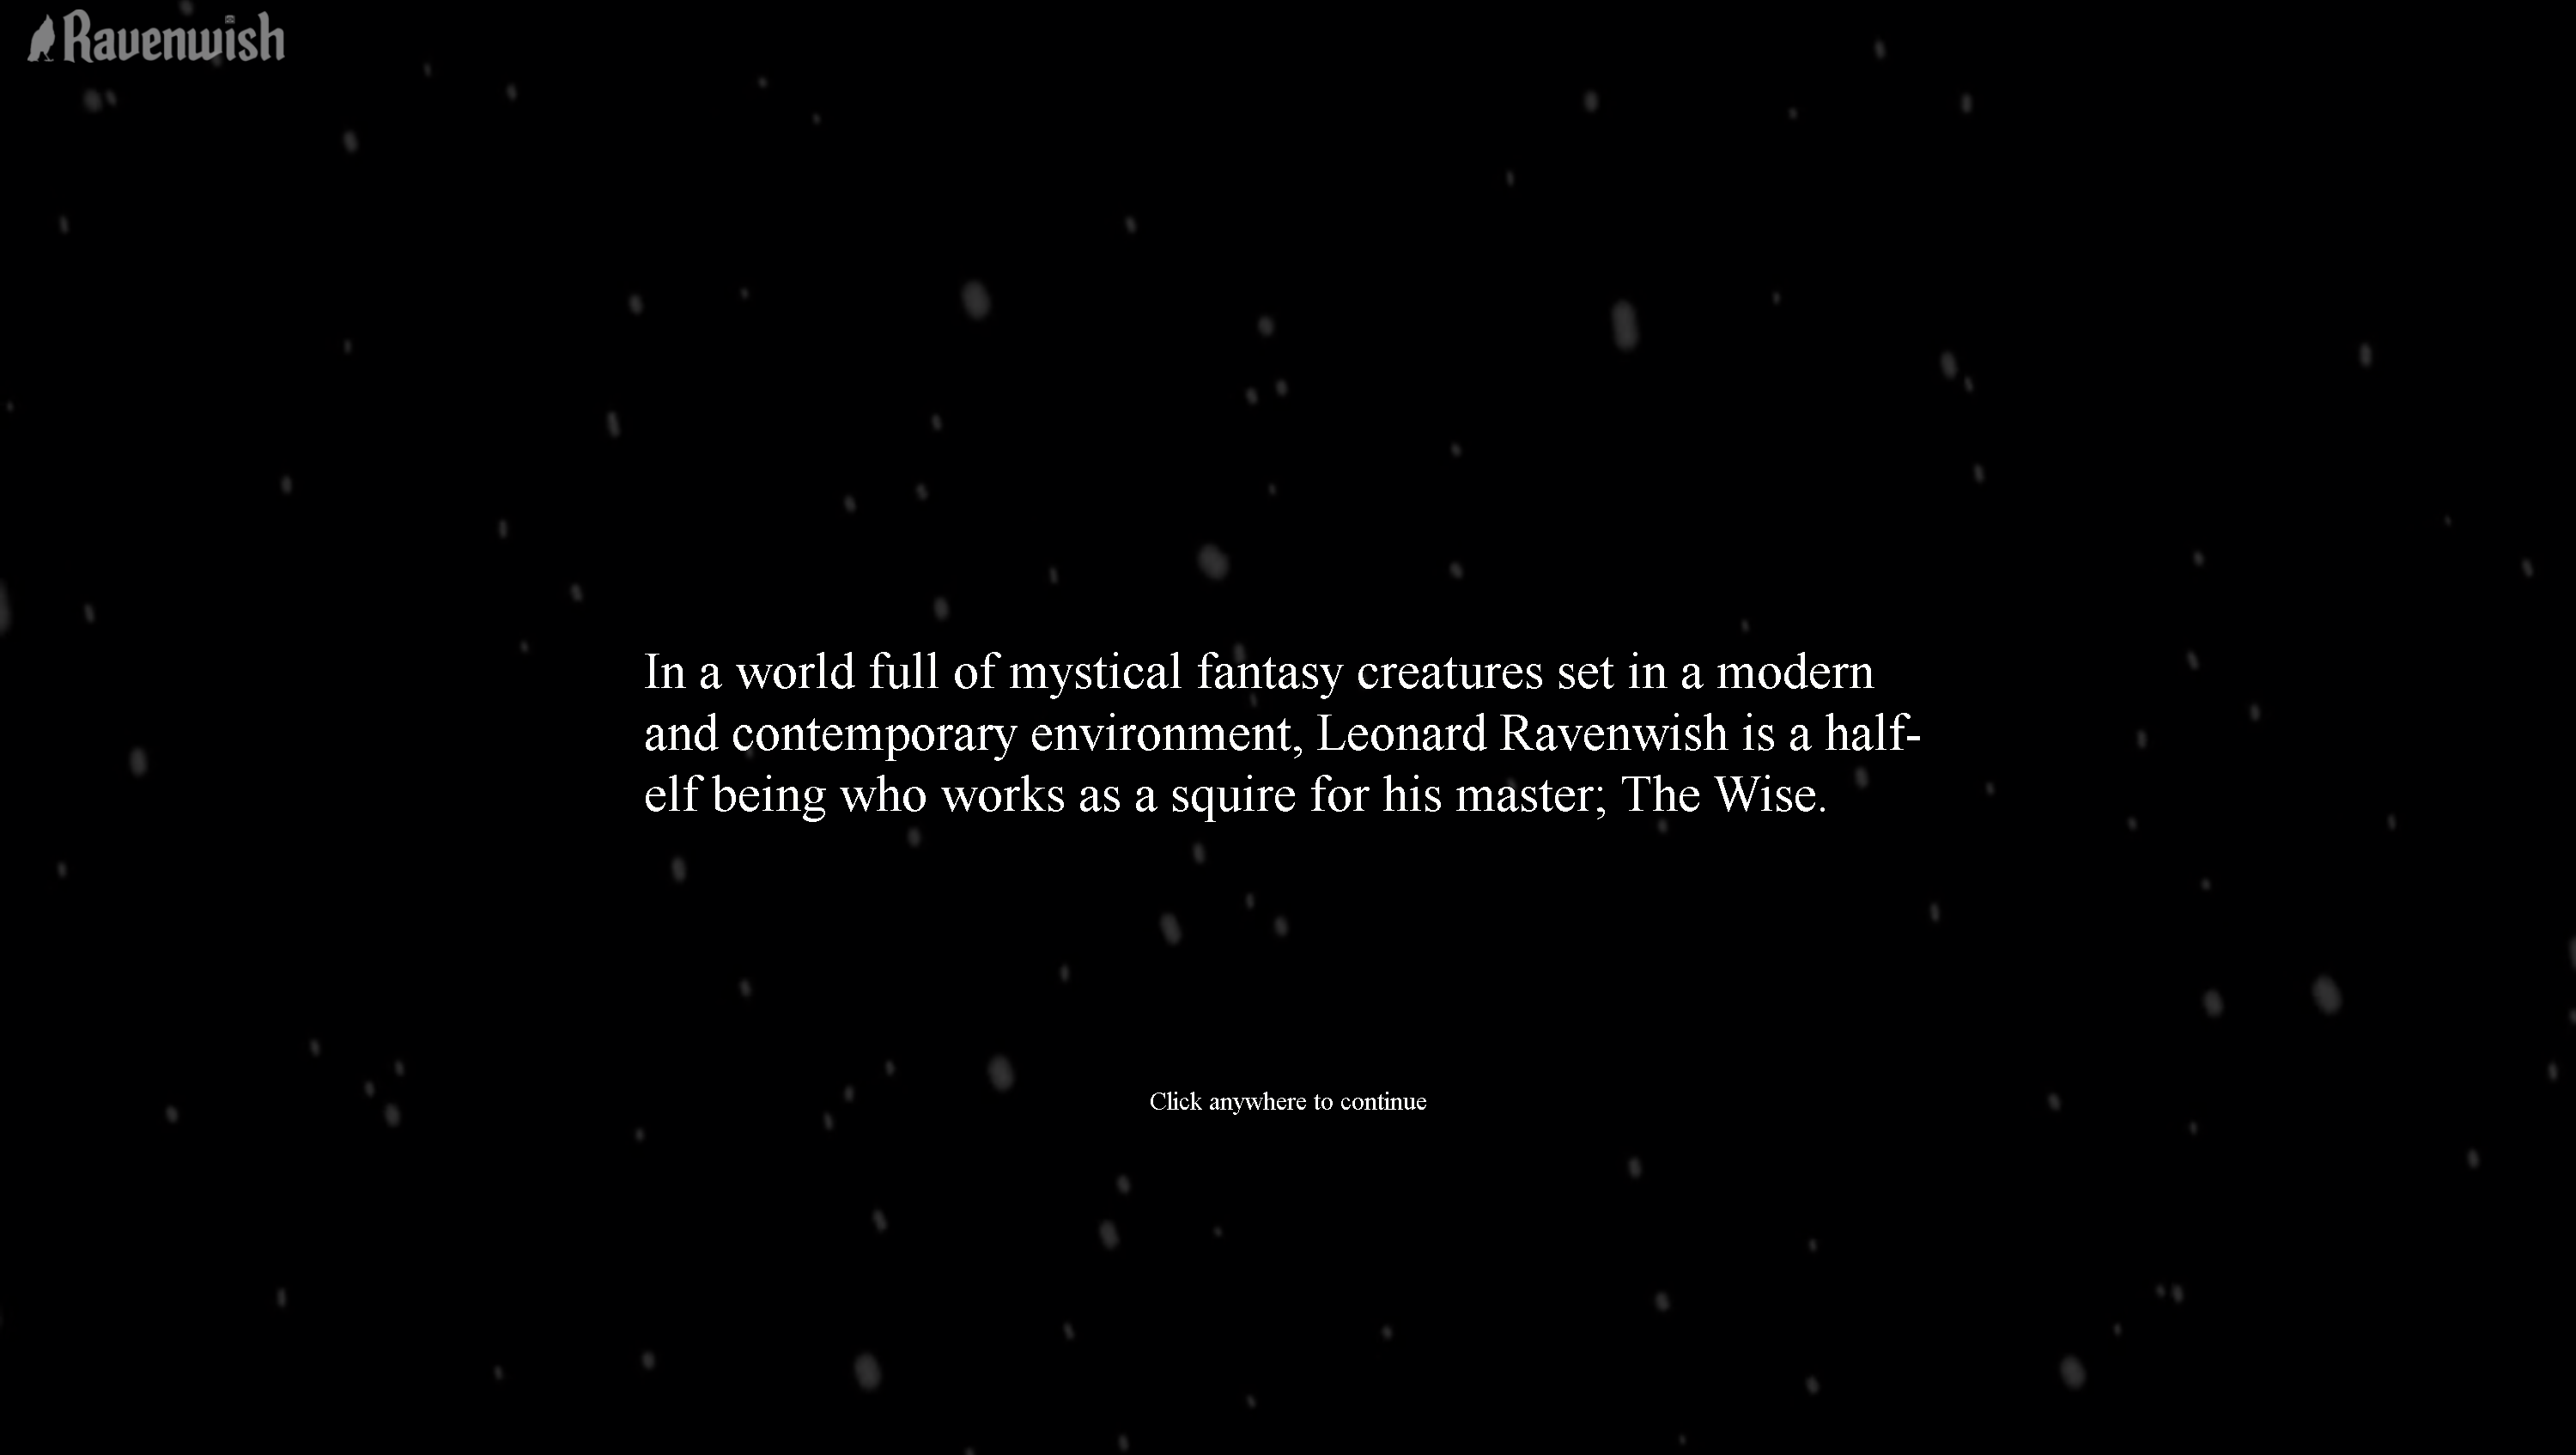 Ravenwish
In a world full of mystical fantasy creatures set in a modern
and contemporary environment, Leonard Ravenwish is a half-
elf being who works as a squire for his master; The Wise.
Click anywhere to continue